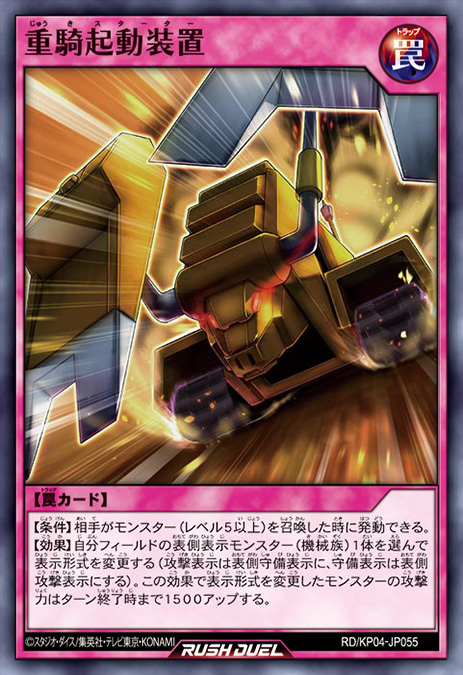 じゅうきスターター
重騎起動装置
トラップ
罠
トラップ
【罠カード】
【条件】相手がモンスター（レベル５以上）を召喚した時に発動できる。
【効果】自分フィールドの表側表示モンスター（機械族）１体を選んで
表示形式を変更する（攻撃表示は表側守備表示に、守備表示は表側
攻撃表示にする）。この効果で表示形式を変更したモンスターの攻撃
力はターン終了時まで１５００アップする。
©スタジオ・ダイス/集英社・テレビ東京・KONAMI
RUSH DUEL
RD/KP04-JP055